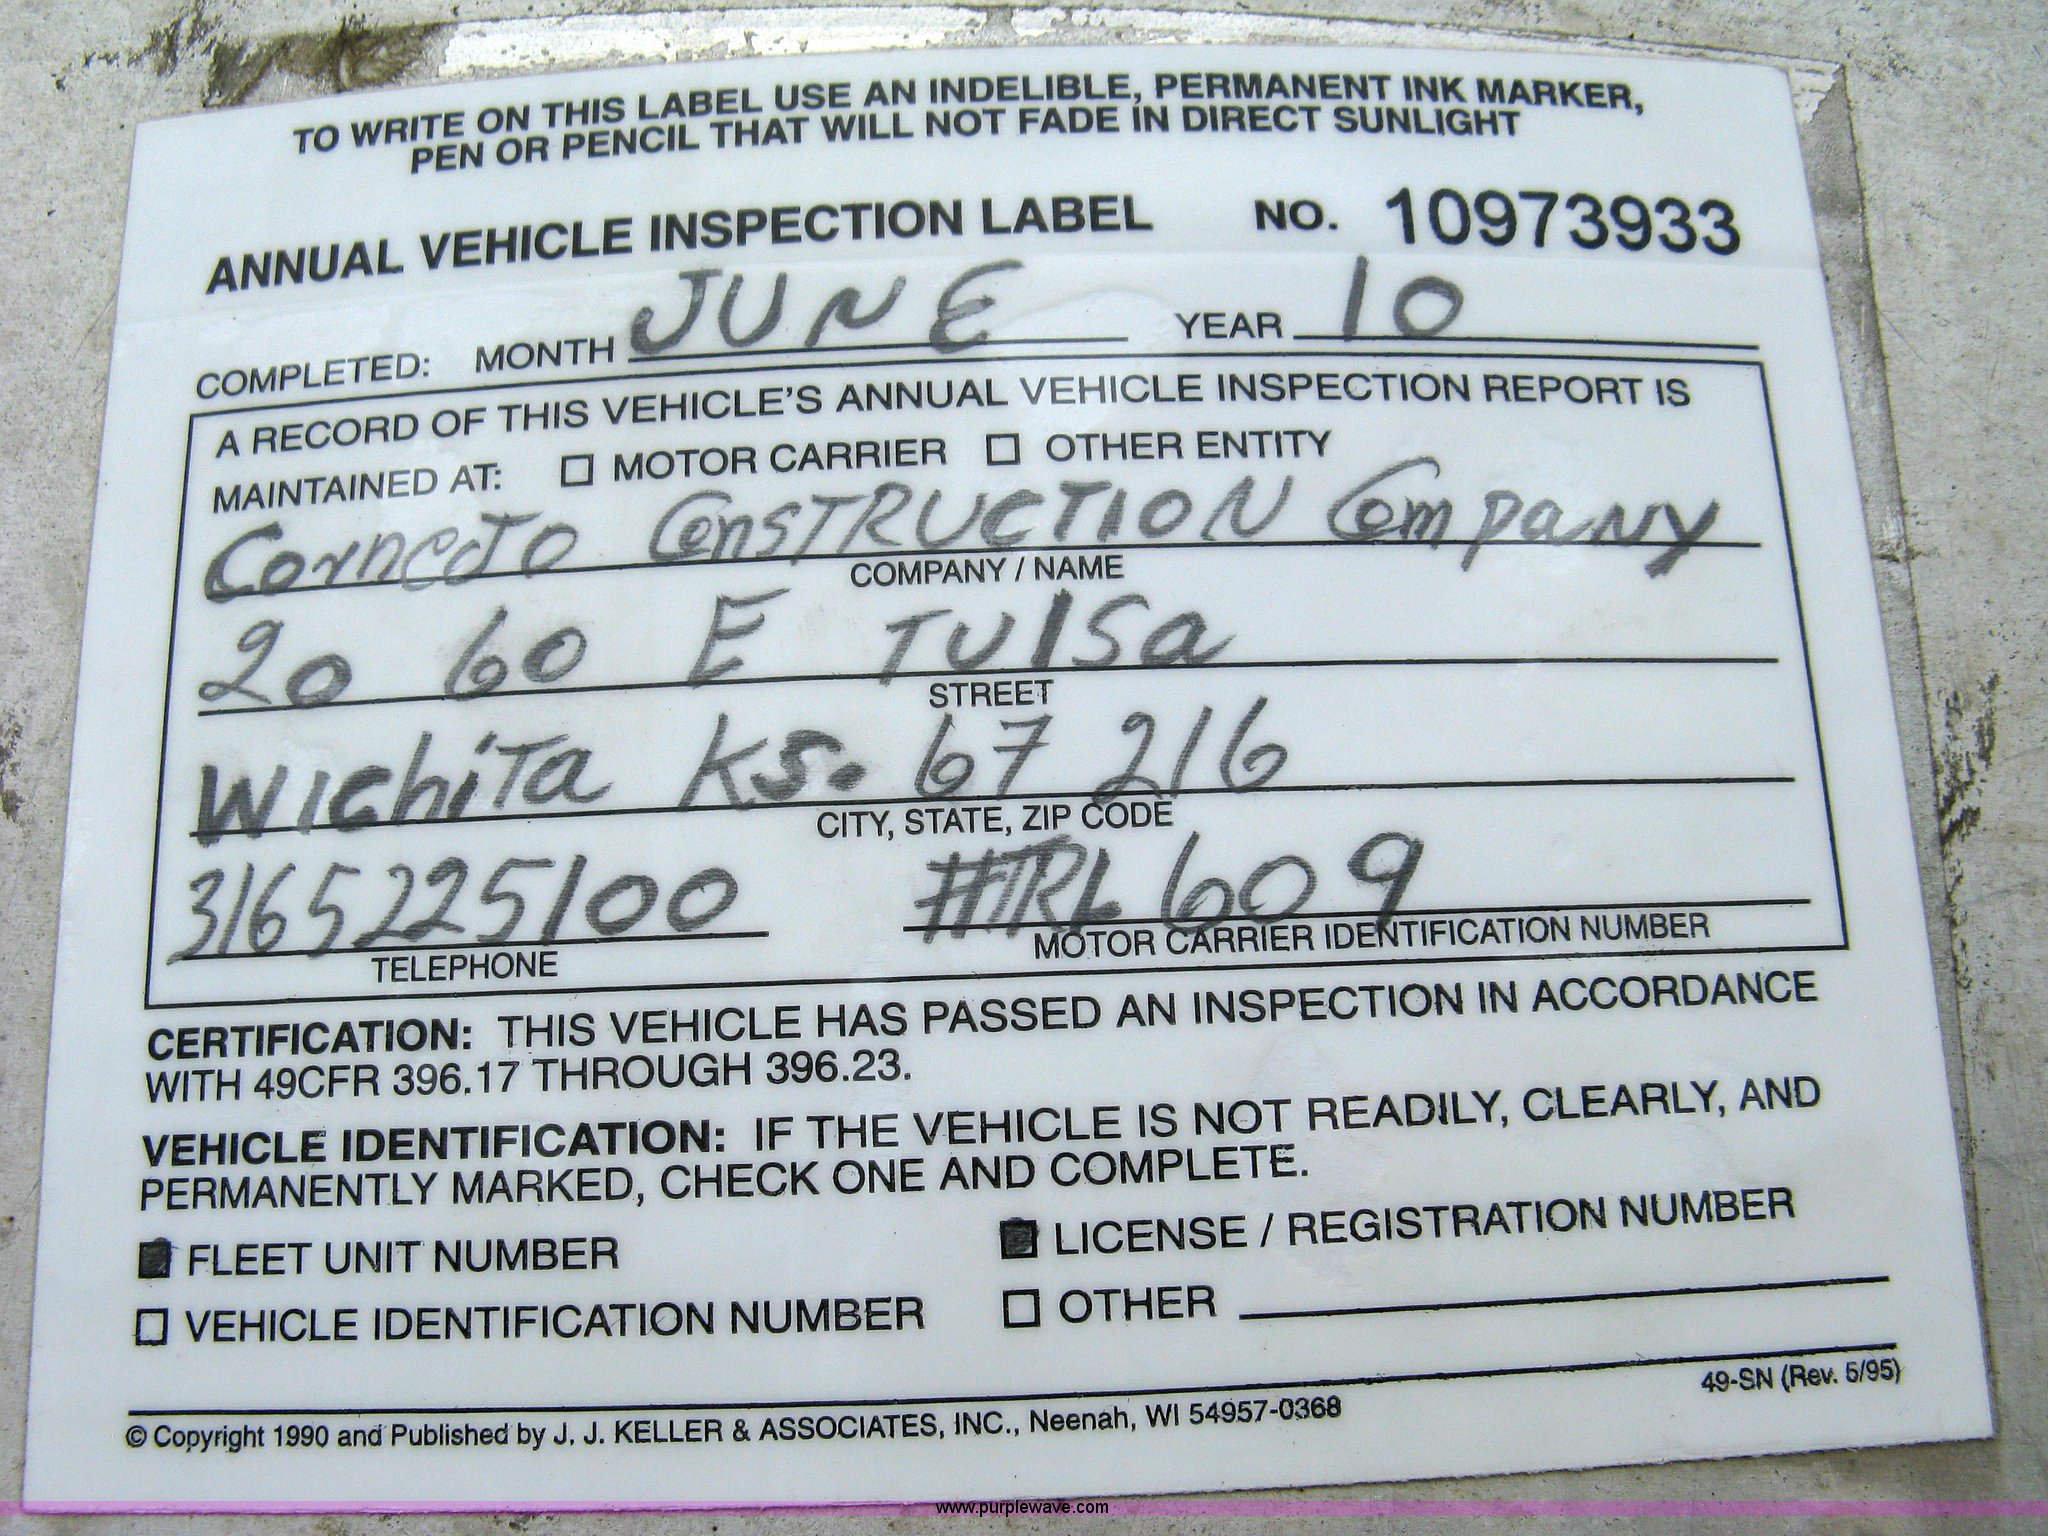 TO WRITE ON THIS LABEL USE AN INDELIBLE, PERMANENT INK MARKER,
PEN OR PENCIL THAT WILL NOT FADE IN DIRECT SUNLIGHT
ANNUAL VEHICLE INSPECTION LABEL NO. 10973933
COMPLETED: MONTH JUNE YEAR 10
A RECORD OF THIS VEHICLE'S ANNUAL VEHICLE INSPECTION REPORT IS
MAINTAINED AT: ☐ MOTOR CARRIER ☐ OTHER ENTITY
CorneJo ConSTRUCTION Company
COMPANY / NAME
20 60 E TUlSa
STREET
WichiTa KS. 67 216
CITY, STATE, ZIP CODE
3165225100 #TRL 609
TELEPHONE MOTOR CARRIER IDENTIFICATION NUMBER
CERTIFICATION: THIS VEHICLE HAS PASSED AN INSPECTION IN ACCORDANCE
WITH 49CFR 396.17 THROUGH 396.23.
VEHICLE IDENTIFICATION: IF THE VEHICLE IS NOT READILY, CLEARLY, AND
PERMANENTLY MARKED, CHECK ONE AND COMPLETE.
■ FLEET UNIT NUMBER ■ LICENSE / REGISTRATION NUMBER
☐ VEHICLE IDENTIFICATION NUMBER ☐ OTHER
49-SN (Rev. 5/95)
© Copyright 1990 and Published by J. J. KELLER & ASSOCIATES, INC., Neenah, WI 54957-0368
www.purplewave.com